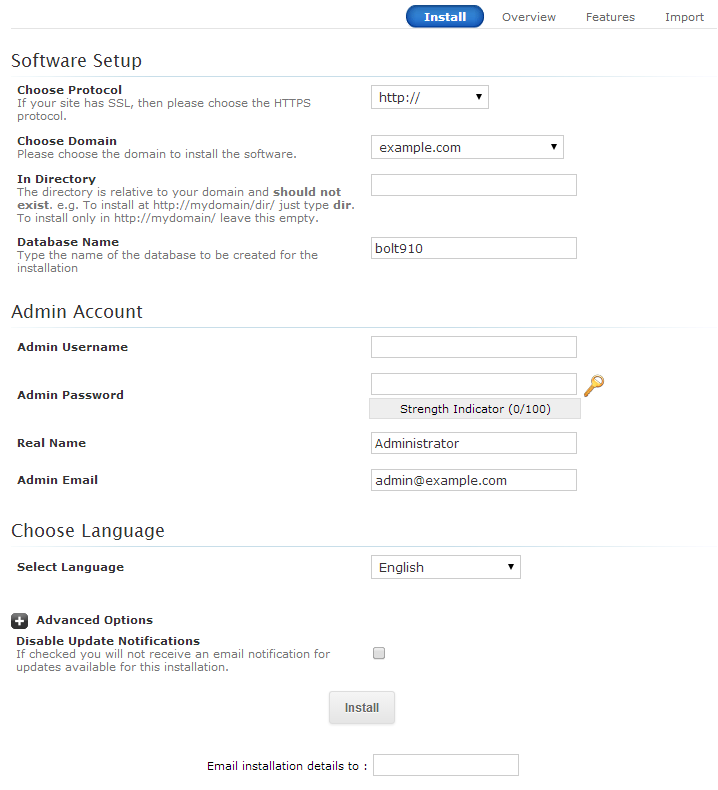 Install Overview Features Import
Software Setup
Choose Protocol
If your site has SSL, then please choose the HTTPS
protocol.
http://
Choose Domain
Please choose the domain to install the software.
example.com
In Directory
The directory is relative to your domain and should not
exist. e.g. To install at http://mydomain/dir/ just type dir.
To install only in http://mydomain/ leave this empty.
Database Name
Type the name of the database to be created for the
installation
bolt910
Admin Account
Admin Username
Admin Password
Strength Indicator (0/100)
Real Name
Administrator
Admin Email
admin@example.com
Choose Language
Select Language
English
Advanced Options
Disable Update Notifications
If checked you will not receive an email notification for
updates available for this installation.
Install
Email installation details to :